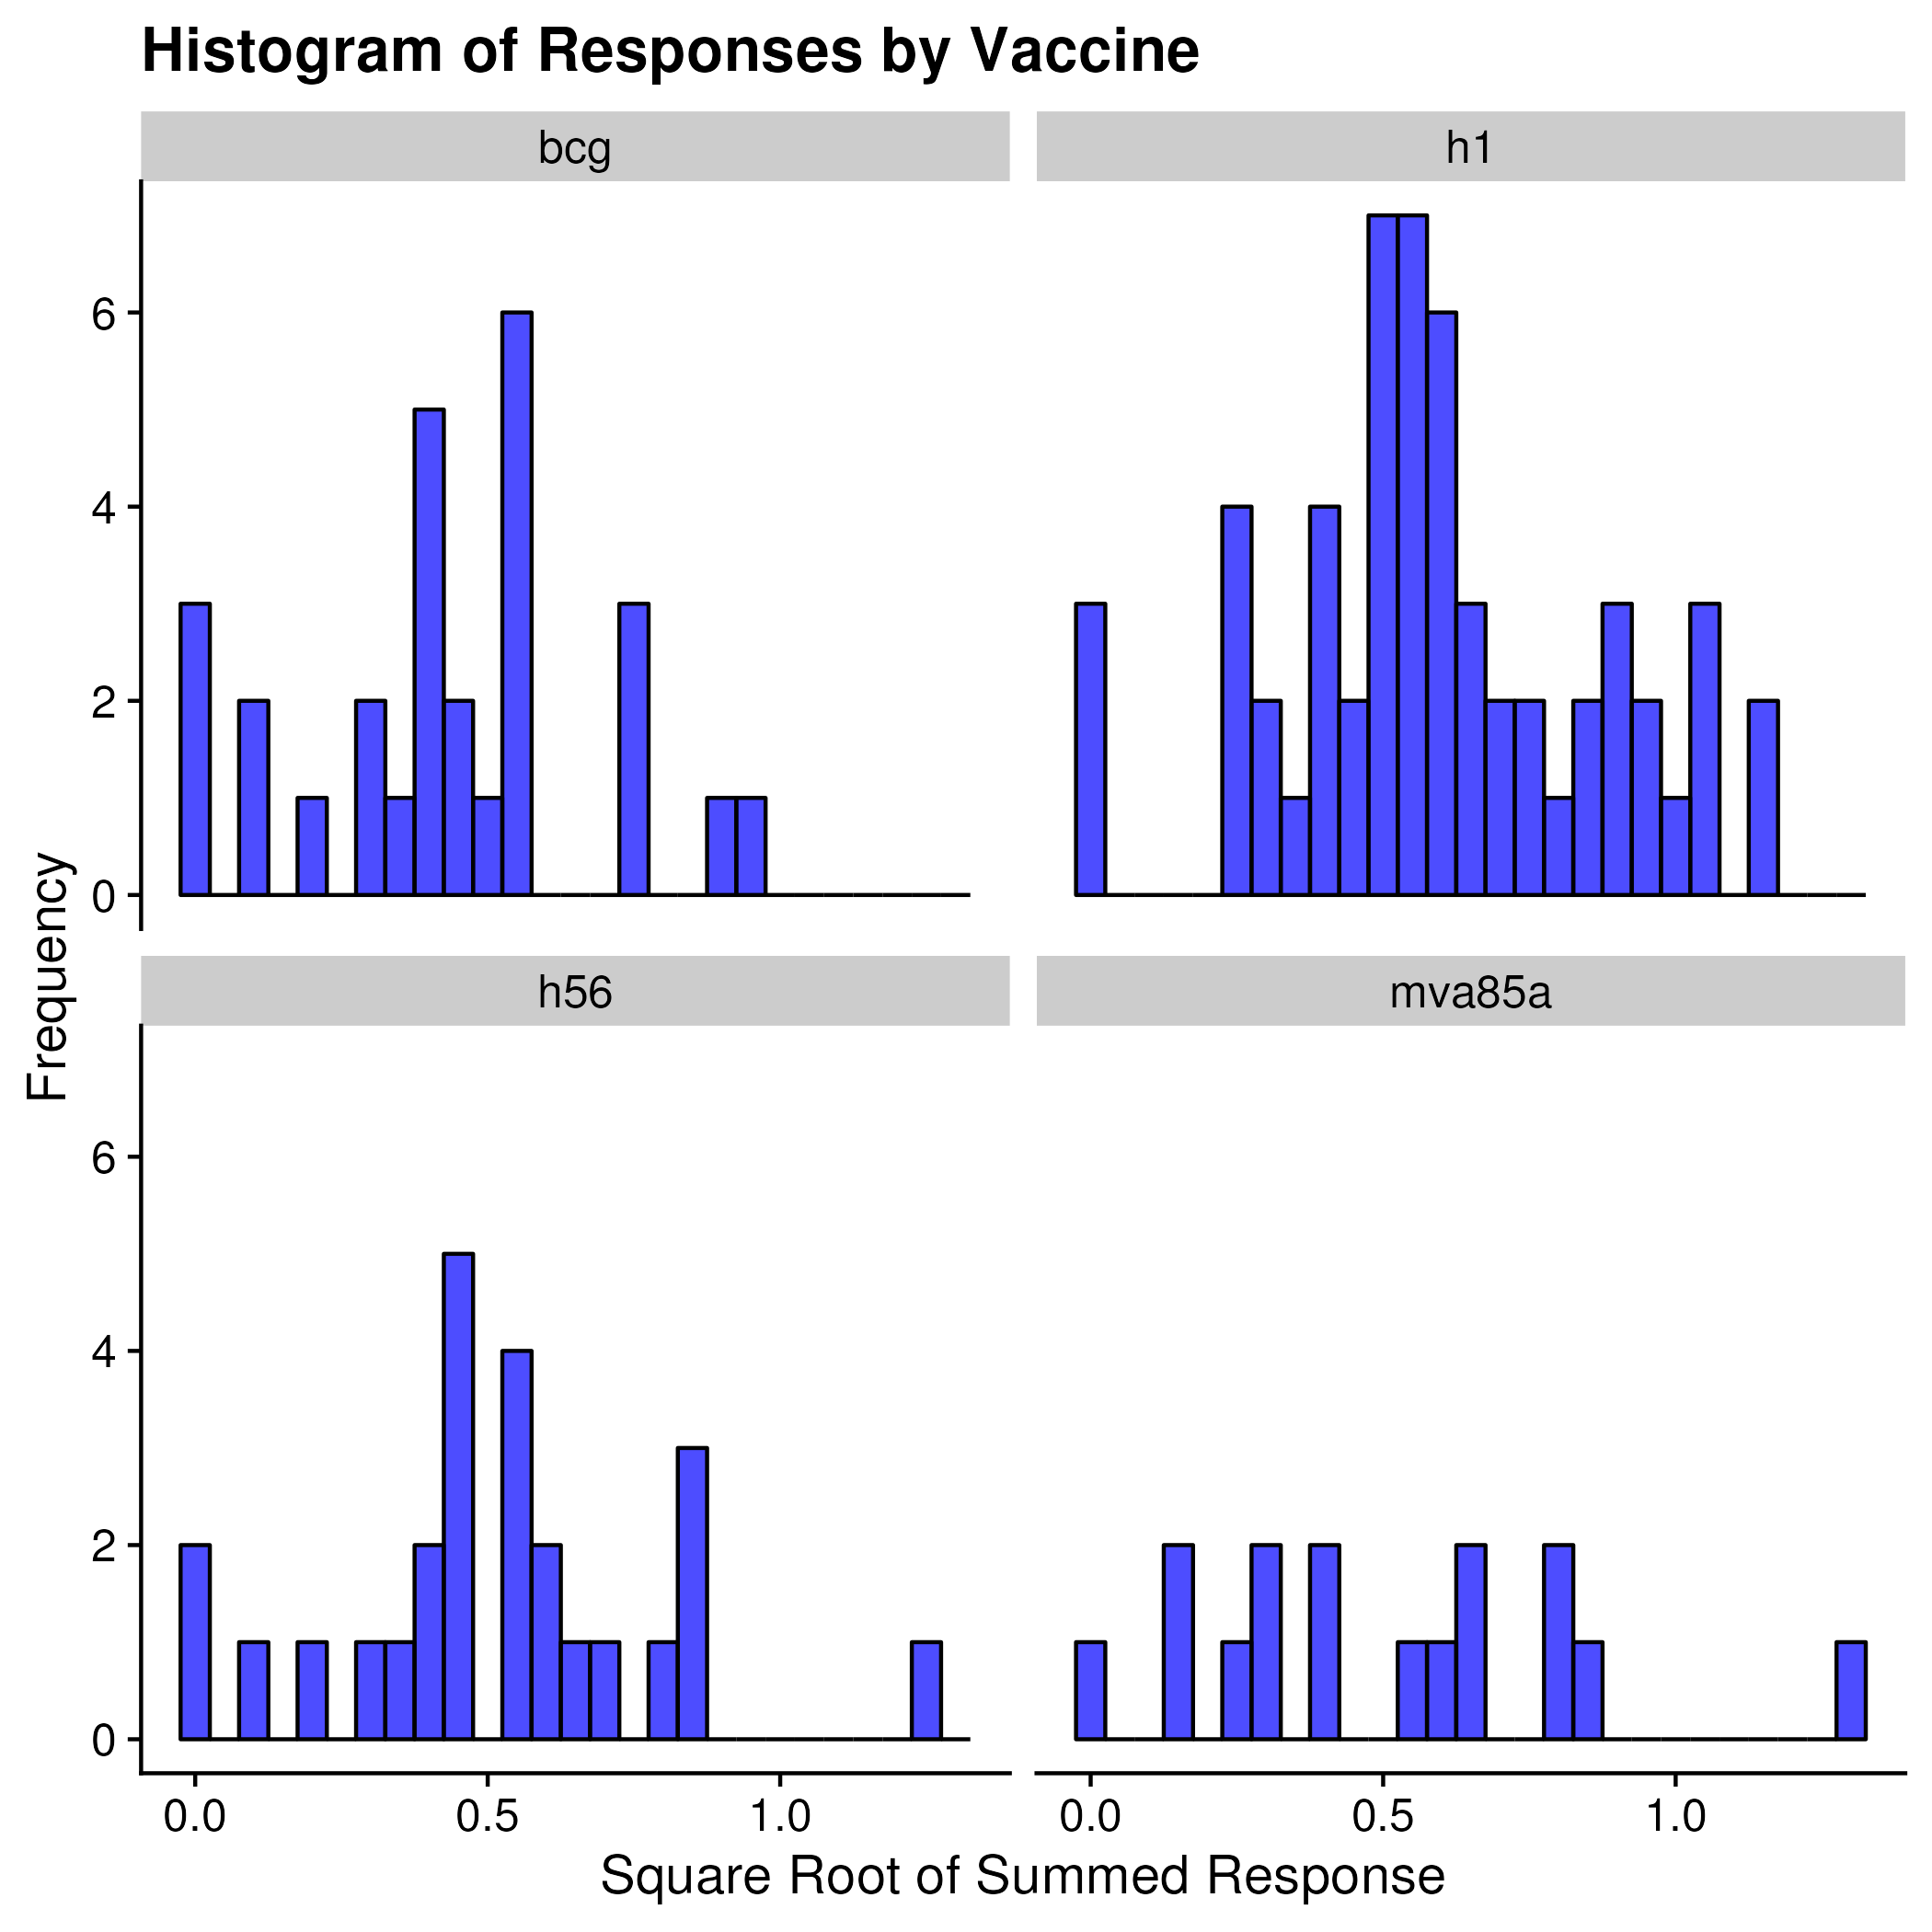 Histogram of Responses by Vaccine
bcg
h1
6
4
2
0
Frequency
h56
mva85a
6
4
2
0
0.0 0.5 1.0 0.0 0.5 1.0
Square Root of Summed Response